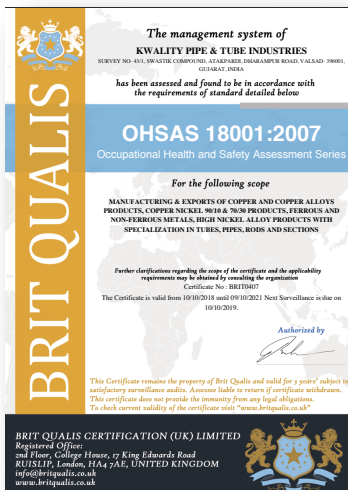 The management system of
KWALITY PIPE & TUBE INDUSTRIES
SURVEY NO- 43/1, SWASTIK COMPOUND, ATAKPARDI, DHARAMPUR ROAD, VALSAD- 396001,
GUJARAT, INDIA
has been assessed and found to be in accordance with
the requirements of standard detailed below
BRIT QUALIS
OHSAS 18001:2007
Occupational Health and Safety Assessment Series
For the following scope
MANUFACTURING & EXPORTS OF COPPER AND COPPER ALLOYS
PRODUCTS, COPPER NICKEL 90/10 & 70/30 PRODUCTS, FERROUS AND
NON-FERROUS METALS, HIGH NICKEL ALLOY PRODUCTS WITH
SPECIALIZATION IN TUBES, PIPES, RODS AND SECTIONS
Further clarifications regarding the scope of the certificate and the applicability
requirements may be obtained by consulting the organization
Certificate No : BRIT0407
The Certificate is valid from 10/10/2018 until 09/10/2021 Next Surveillance is due on
10/10/2019.
Authorized by
This Certificate remains the property of Brit Qualis and valid for 3 years' subject to
satisfactory surveillance audits. Assessee liable to return if certificate withdrawn.
This certificate does not provide the immunity from any legal obligations.
To check current validity of the certificate visit "www.britqualis.co.uk"
BRIT QUALIS CERTIFICATION (UK) LIMITED
Registered Office:
2nd Floor, College House, 17 King Edwards Road
RUISLIP, London, HA4 7AE, UNITED KINGDOM
info@britqualis.co.uk
www.britqualis.co.uk